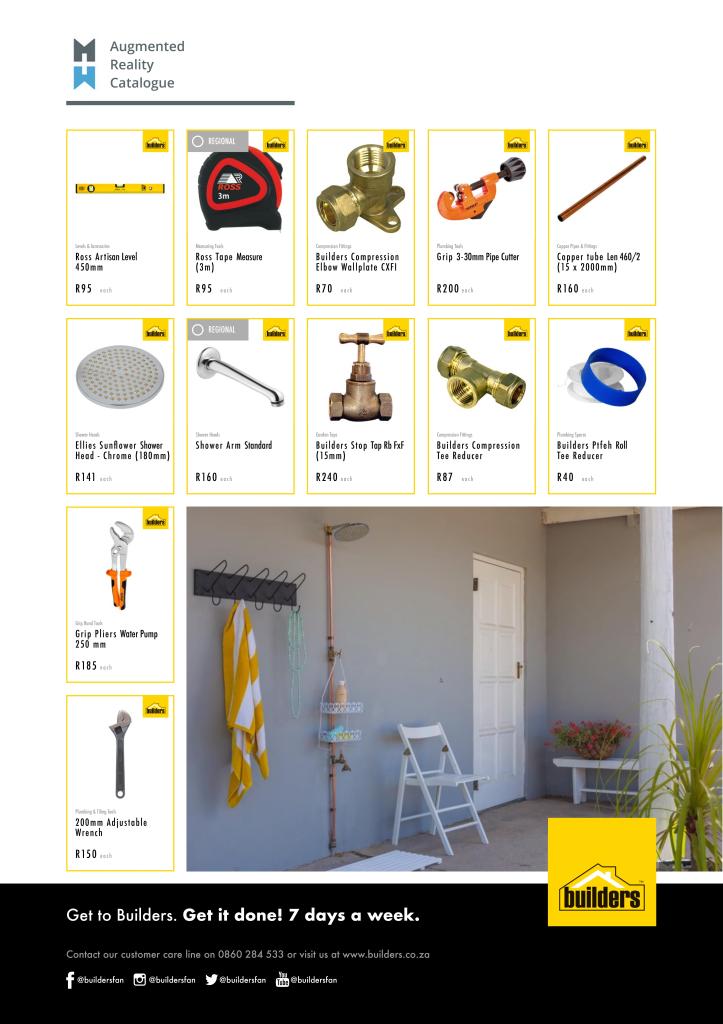 Augmented
Reality
Catalogue
builders
Levels & Accessories
Ross Artisan Level
450mm
R95 each
REGIONAL
builders
ROSS
3m
Measuring Tools
Ross Tape Measure
(3m)
R95 each
builders
Compression Fittings
Builders Compression
Elbow Wallplate CXFI
R70 each
builders
Plumbing Tools
Grip 3-30mm Pipe Cutter
R200 each
builders
Copper Pipes & Fittings
Copper tube Len 460/2
(15 x 2000mm)
R160 each
builders
Shower Heads
Ellies Sunflower Shower
Head - Chrome (180mm)
R141 each
REGIONAL
builders
Shower Heads
Shower Arm Standard
R160 each
builders
Garden Taps
Builders Stop Tap Rb FxF
(15mm)
R240 each
builders
Compression Fittings
Builders Compression
Tee Reducer
R87 each
builders
Plumbing Spares
Builders Ptfeh Roll
Tee Reducer
R40 each
builders
Grip Hand Tools
Grip Pliers Water Pump
250 mm
R185 each
builders
Plumbing & Tiling Tools
200mm Adjustable
Wrench
R150 each
builders
Get to Builders. Get it done! 7 days a week.
Contact our customer care line on 0860 284 533 or visit us at www.builders.co.za
@buildersfan @buildersfan @buildersfan You Tube @buildersfan